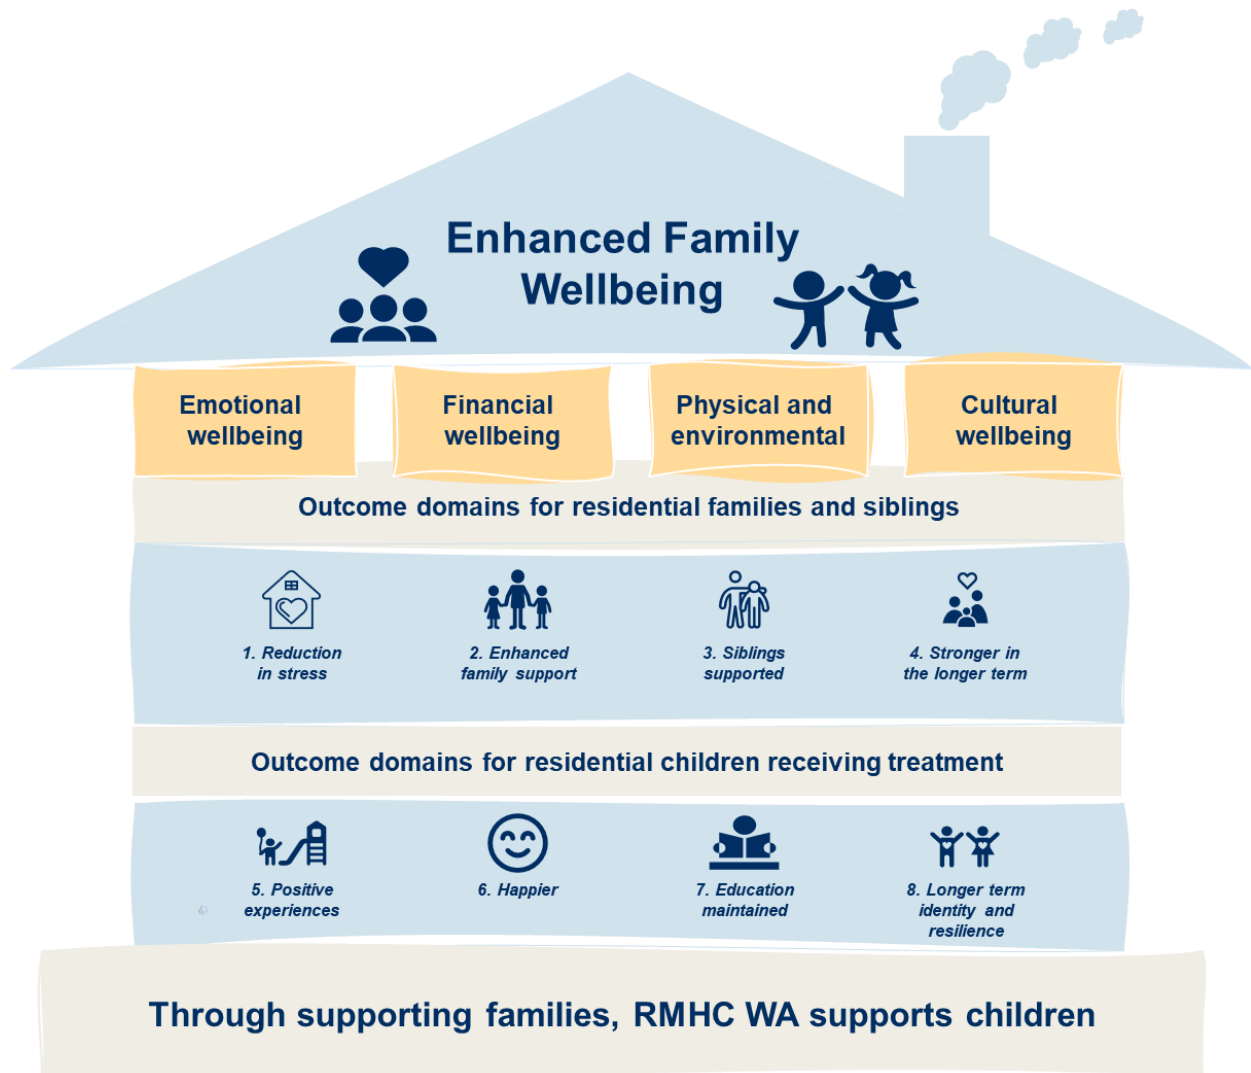 Enhanced Family
Wellbeing
Emotional
wellbeing
Financial
wellbeing
Physical and
environmental
Cultural
wellbeing
Outcome domains for residential families and siblings
1. Reduction
in stress
2. Enhanced
family support
3. Siblings
supported
4. Stronger in
the longer term
Outcome domains for residential children receiving treatment
5. Positive
experiences
6. Happier
7. Education
maintained
8. Longer term
identity and
resilience
Through supporting families, RMHC WA supports children